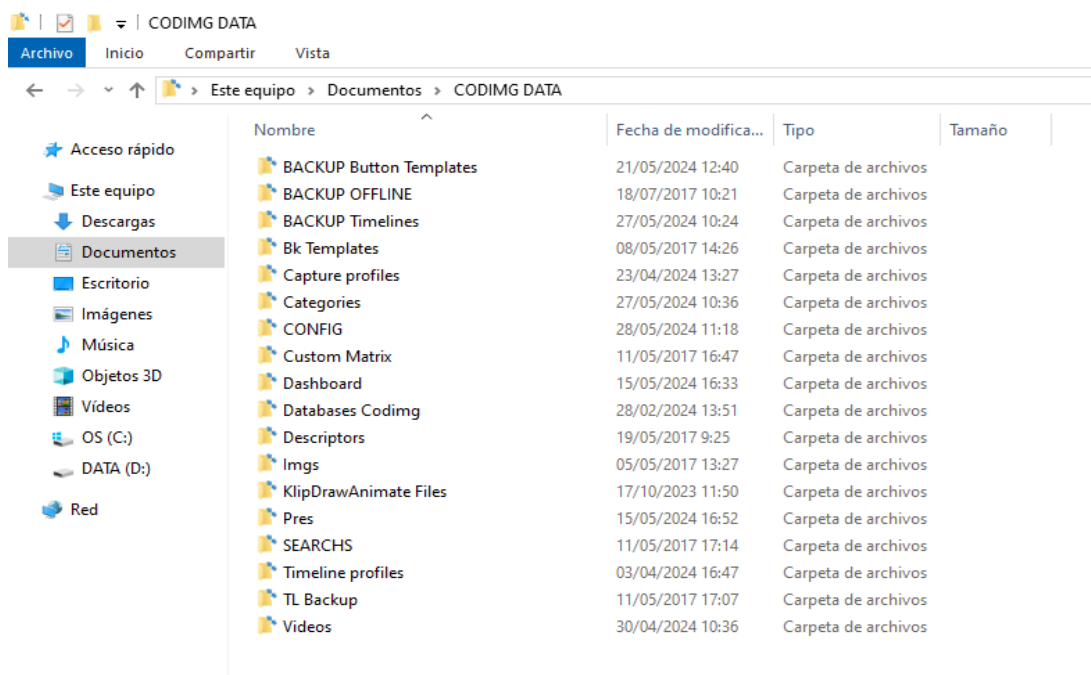 CODIMG DATA
Archivo Inicio Compartir Vista
Este equipo > Documentos > CODIMG DATA
Acceso rápido
Este equipo
Descargas
Documentos
Escritorio
Imágenes
Música
Objetos 3D
Vídeos
OS (C:)
DATA (D:)
Red
Nombre Fecha de modifica... Tipo Tamaño
BACKUP Button Templates 21/05/2024 12:40 Carpeta de archivos
BACKUP OFFLINE 18/07/2017 10:21 Carpeta de archivos
BACKUP Timelines 27/05/2024 10:24 Carpeta de archivos
Bk Templates 08/05/2017 14:26 Carpeta de archivos
Capture profiles 23/04/2024 13:27 Carpeta de archivos
Categories 27/05/2024 10:36 Carpeta de archivos
CONFIG 28/05/2024 11:18 Carpeta de archivos
Custom Matrix 11/05/2017 16:47 Carpeta de archivos
Dashboard 15/05/2024 16:33 Carpeta de archivos
Databases Codimg 28/02/2024 13:51 Carpeta de archivos
Descriptors 19/05/2017 9:25 Carpeta de archivos
Imgs 05/05/2017 13:27 Carpeta de archivos
KlipDrawAnimate Files 17/10/2023 11:50 Carpeta de archivos
Pres 15/05/2024 16:52 Carpeta de archivos
SEARCHS 11/05/2017 17:14 Carpeta de archivos
Timeline profiles 03/04/2024 16:47 Carpeta de archivos
TL Backup 11/05/2017 17:07 Carpeta de archivos
Videos 30/04/2024 10:36 Carpeta de archivos